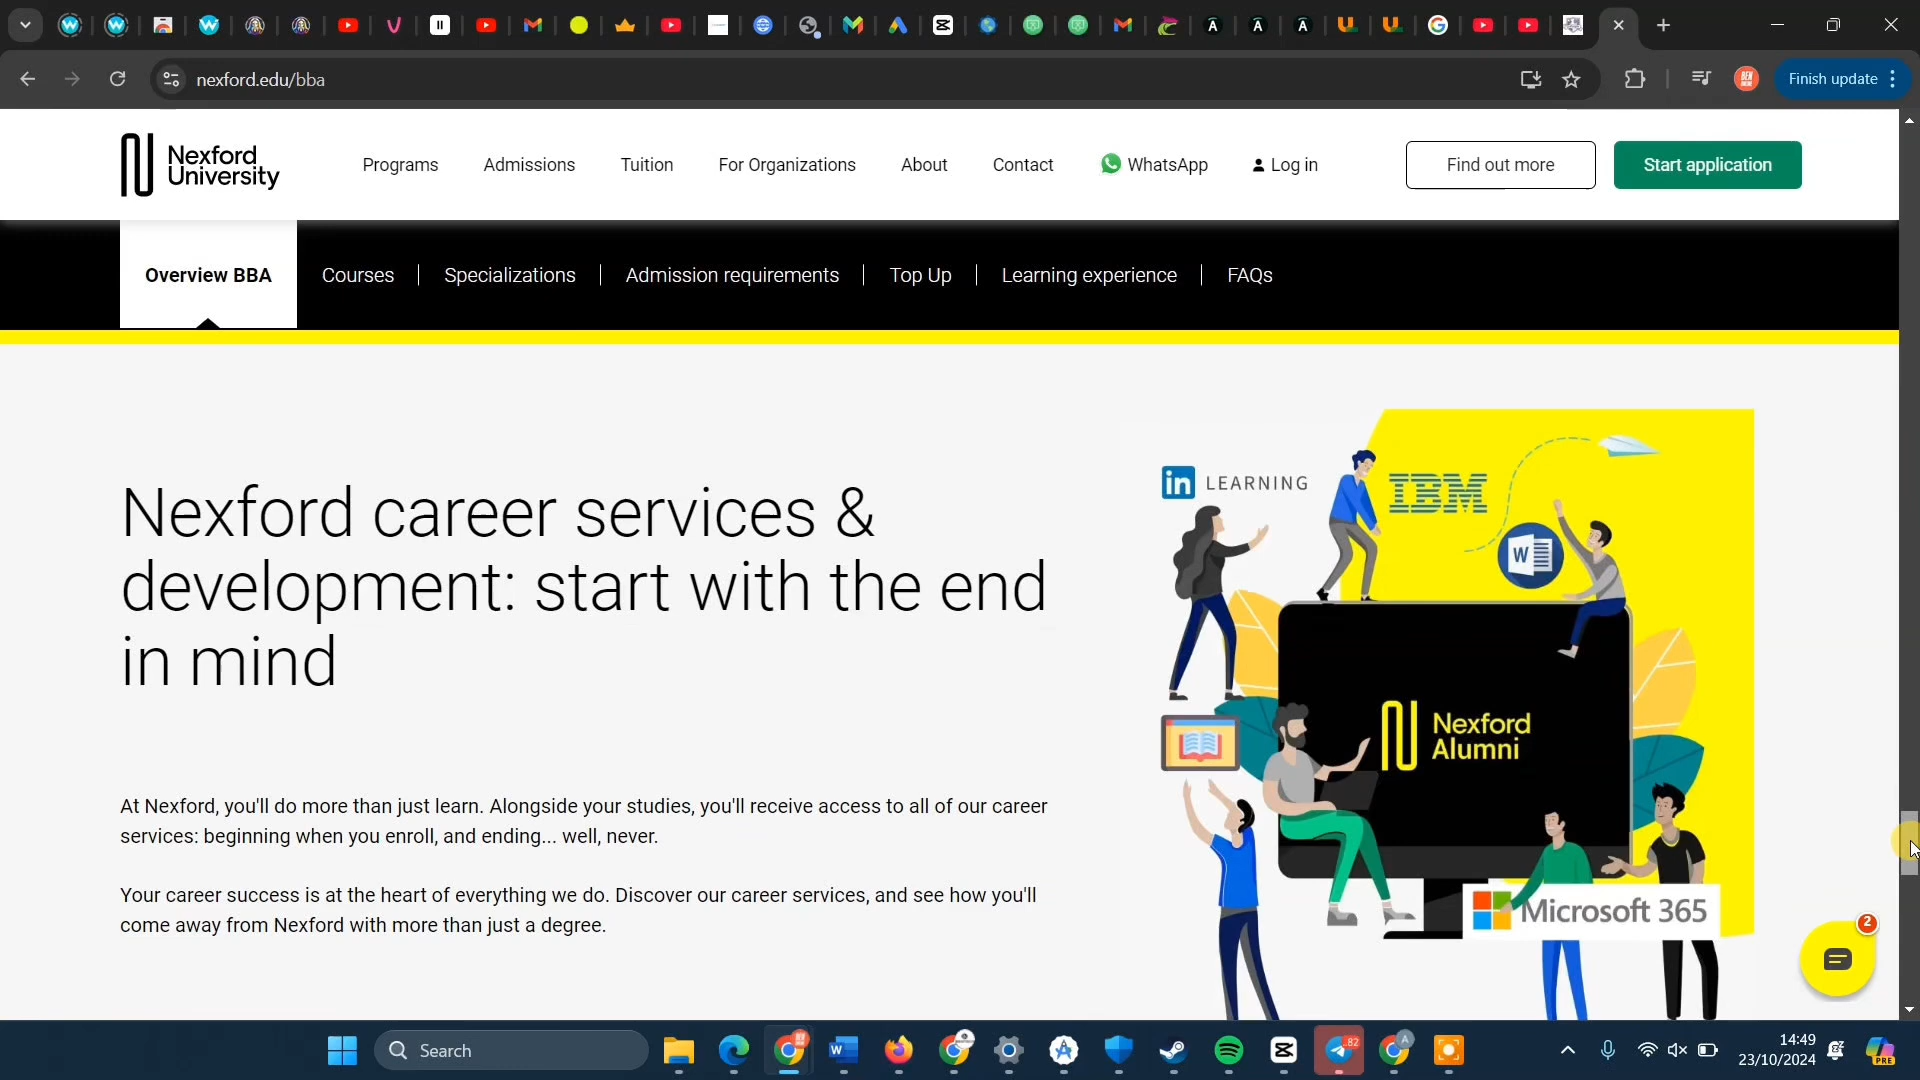 nexford.edu/bba
Finish update
Nexford
University
Programs
Admissions
Tuition
For Organizations
About
Contact
WhatsApp
Log in
Find out more
Start application
Overview BBA
Courses
Specializations
Admission requirements
Top Up
Learning experience
FAQs
Nexford career services &
development: start with the end
in mind
At Nexford, you'll do more than just learn. Alongside your studies, you'll receive access to all of our career
services: beginning when you enroll, and ending... well, never.
Your career success is at the heart of everything we do. Discover our career services, and see how you'll
come away from Nexford with more than just a degree.
in LEARNING
IBM
W
Nexford
Alumni
Microsoft 365
2
Search
82
14:49
23/10/2024
PRE